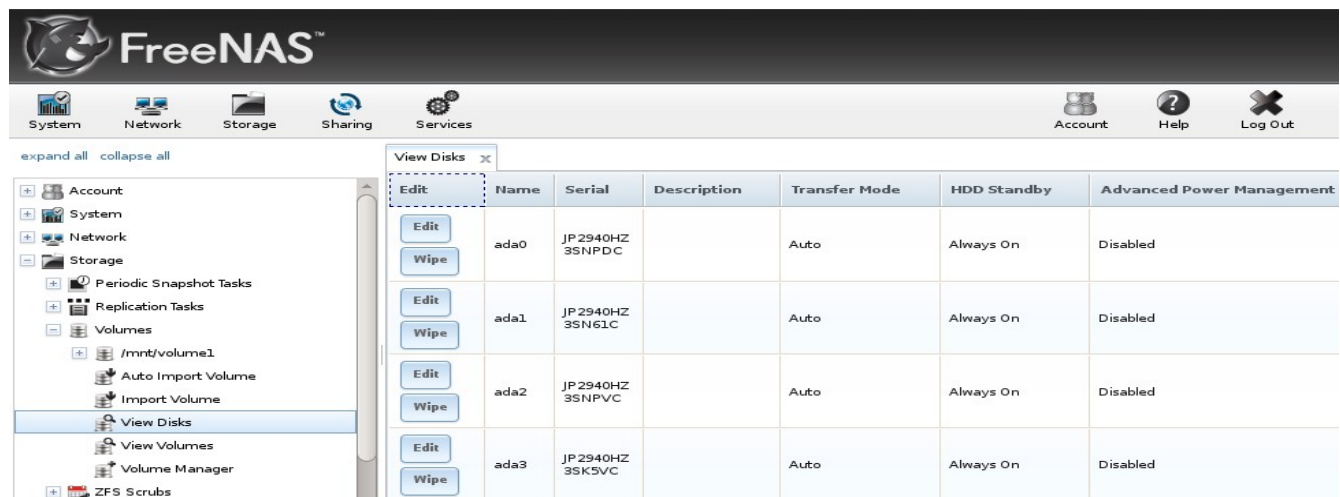 FreeNAS™
System
Network
Storage
Sharing
Services
Account
Help
Log Out
expand all collapse all
Account
System
Network
Storage
Periodic Snapshot Tasks
Replication Tasks
Volumes
/mnt/volume1
Auto Import Volume
Import Volume
View Disks
View Volumes
Volume Manager
ZFS Scrubs
View Disks
Edit Name Serial Description Transfer Mode HDD Standby Advanced Power Management
Edit
Wipe
ada0
JP2940HZ
3SNPDC
Auto
Always On
Disabled
Edit
Wipe
ada1
JP2940HZ
3SN61C
Auto
Always On
Disabled
Edit
Wipe
ada2
JP2940HZ
3SNPVC
Auto
Always On
Disabled
Edit
Wipe
ada3
JP2940HZ
3SK5VC
Auto
Always On
Disabled